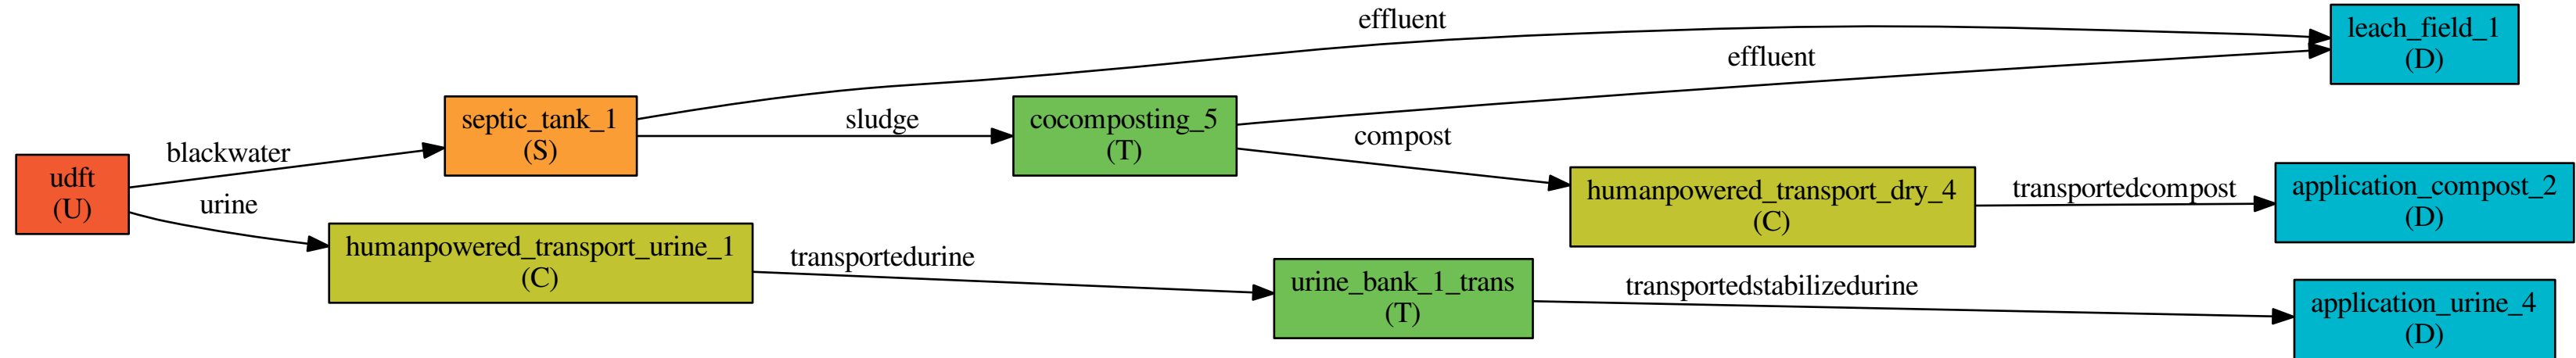 effluent
leach_field_1
(D)
effluent
septic_tank_1
(S)
sludge
cocomposting_5
(T)
compost
blackwater
udft
(U)
urine
humanpowered_transport_dry_4
(C)
transportedcompost
application_compost_2
(D)
humanpowered_transport_urine_1
(C)
transportedurine
urine_bank_1_trans
(T)
transportedstabilizedurine
application_urine_4
(D)